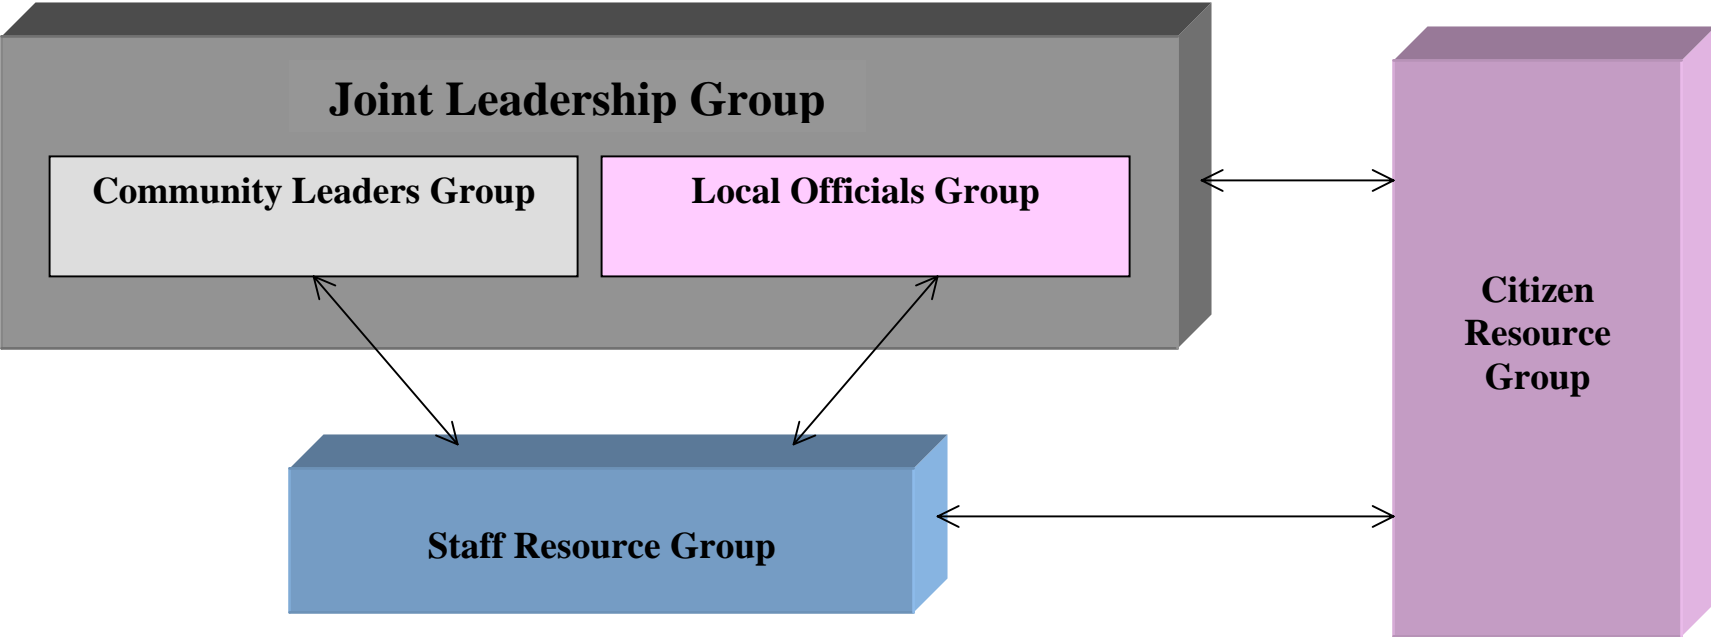 Joint Leadership Group
Community Leaders Group
Local Officials Group
Citizen
Resource
Group
Staff Resource Group